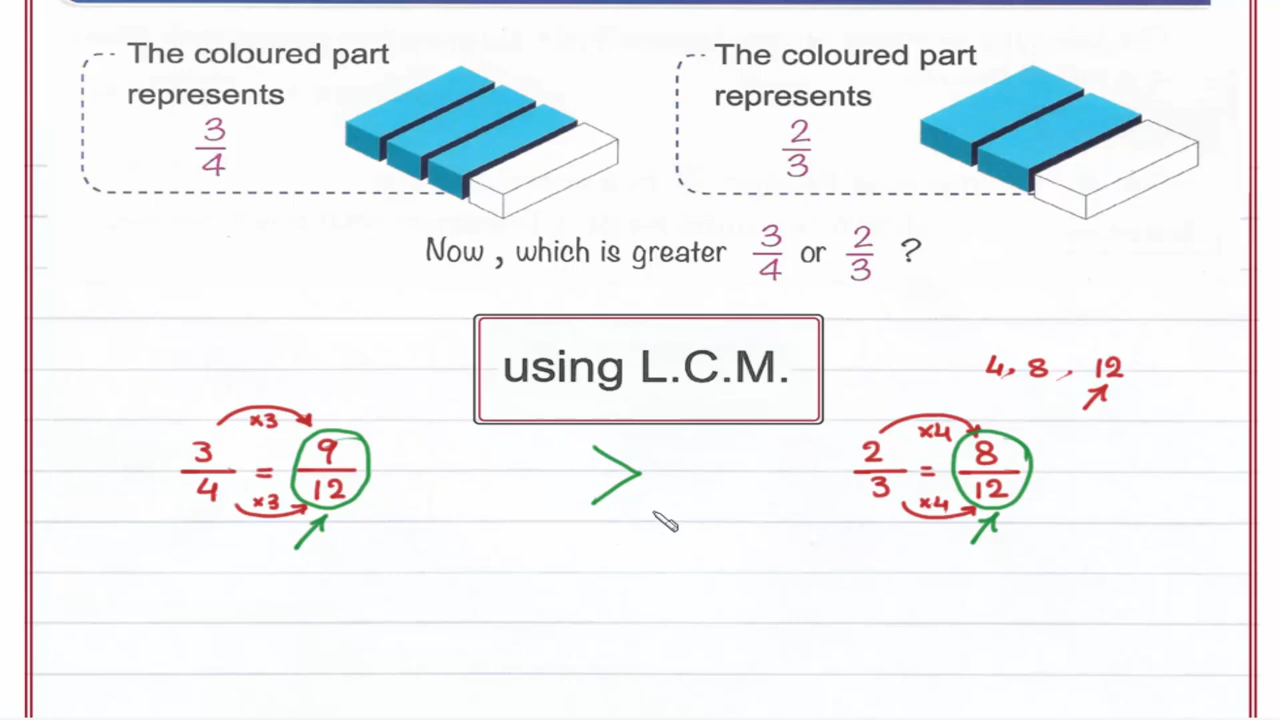 The coloured part
represents
3/4
The coloured part
represents
2/3
Now , which is greater 3/4 or 2/3 ?
using L.C.M.
4, 8 , 12
×3
3/4 = 9/12
×3
>
×4
2/3 = 8/12
×4